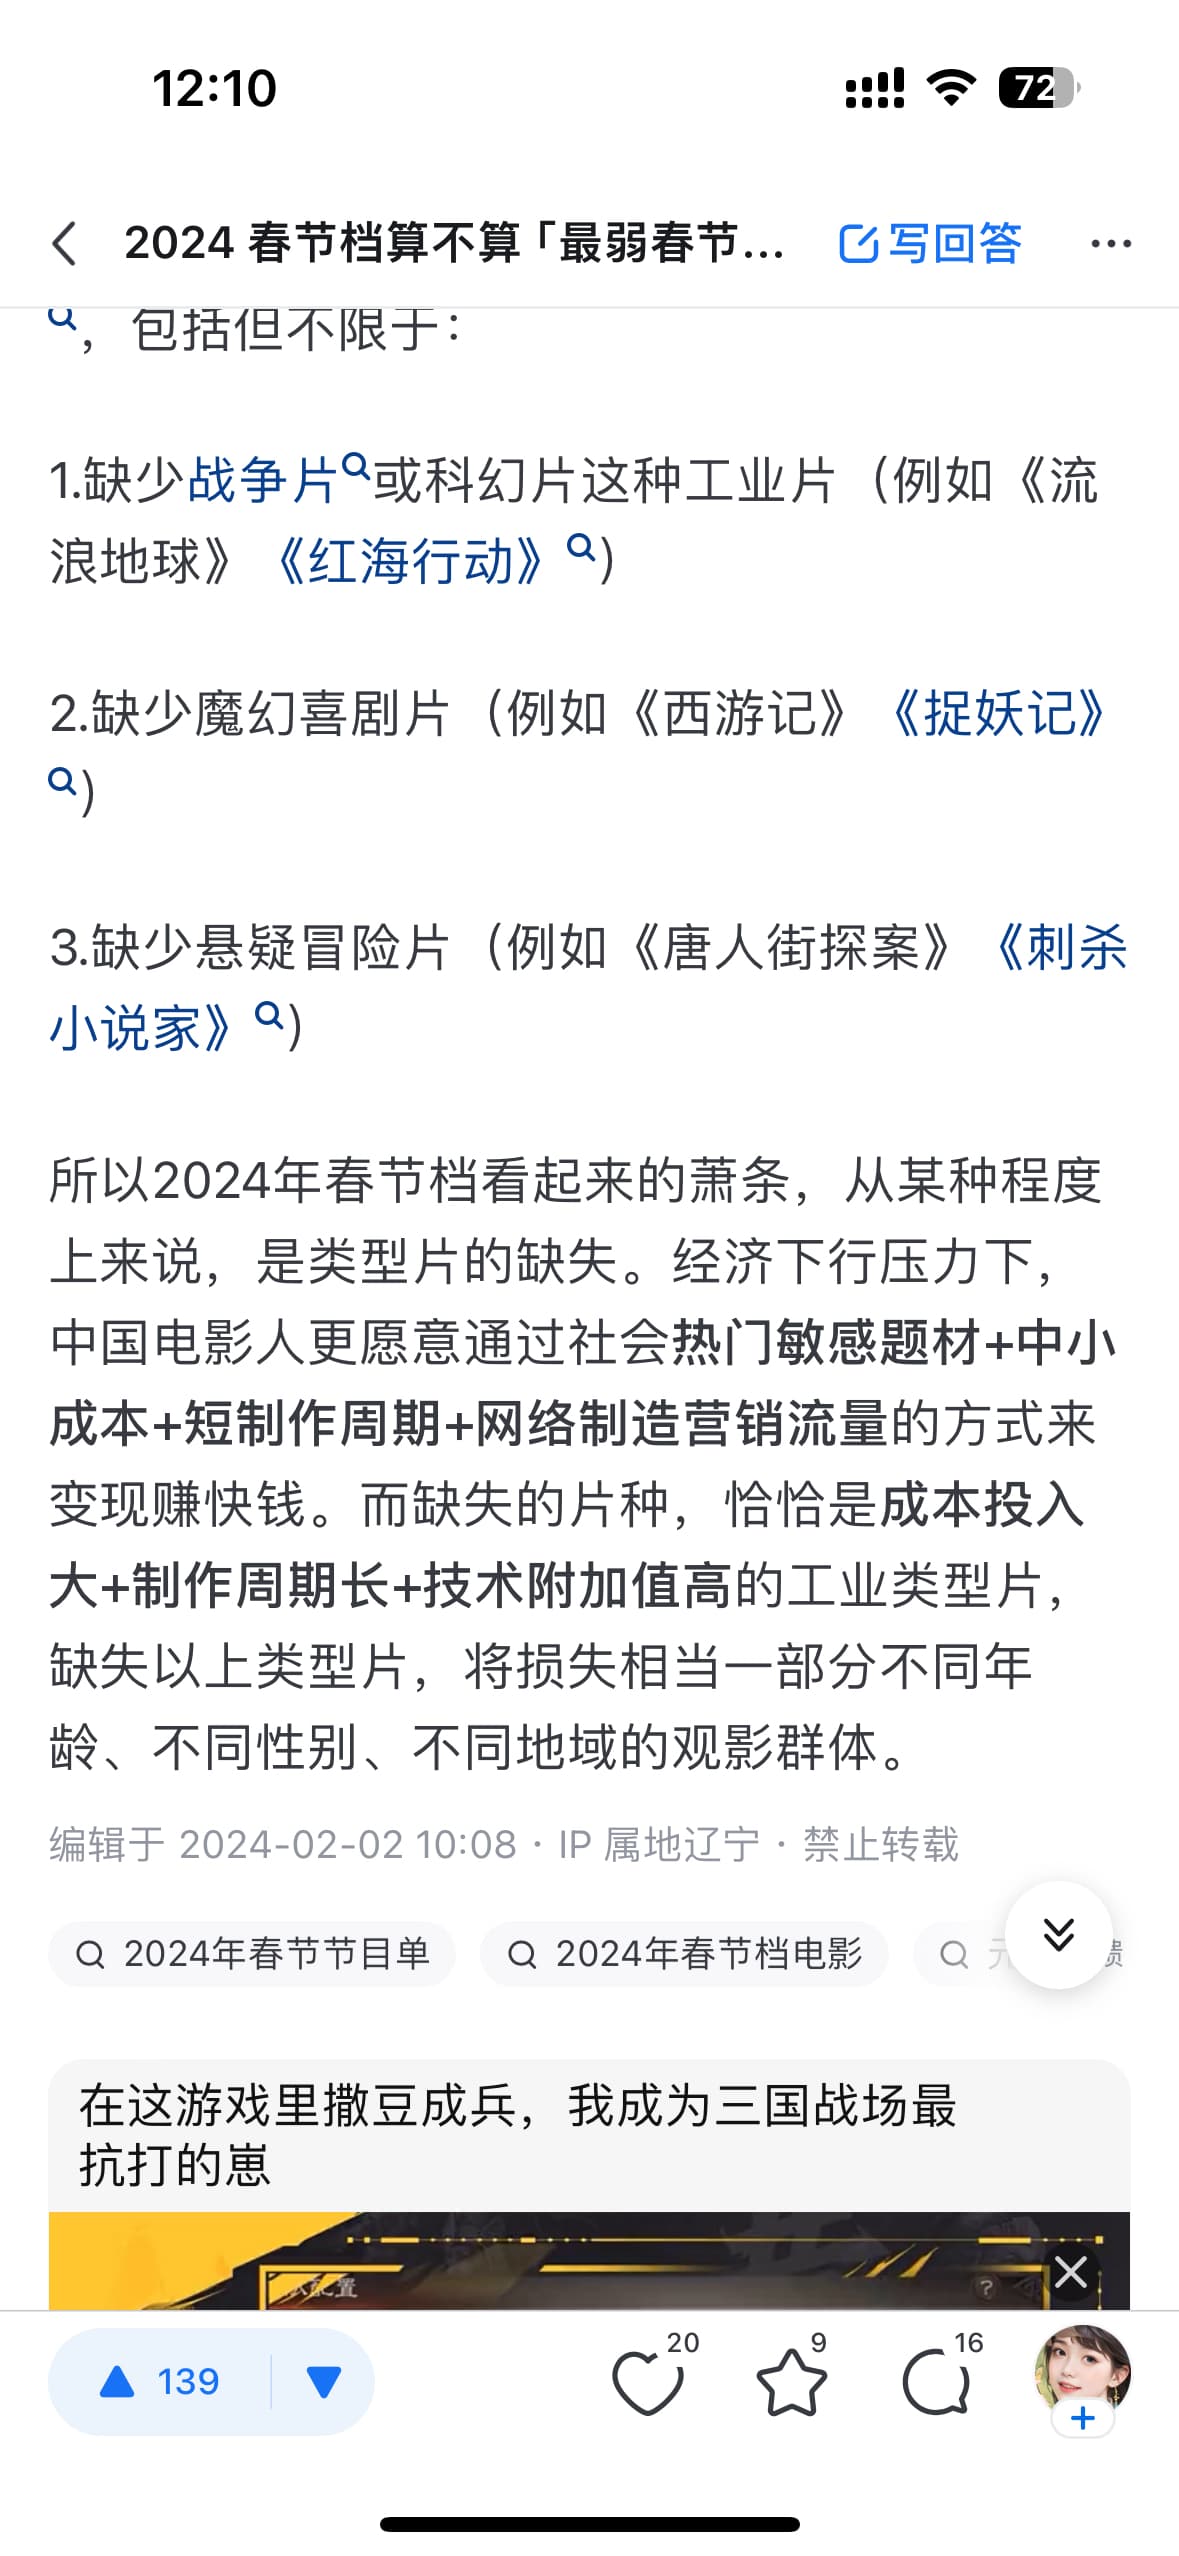 12:10
72
2024 春节档算不算「最弱春节...
写回答
，包括但不限于：
1.缺少战争片或科幻片这种工业片（例如《流
浪地球》《红海行动》）
2.缺少魔幻喜剧片（例如《西游记》《捉妖记》
）
3.缺少悬疑冒险片（例如《唐人街探案》《刺杀
小说家》）
所以2024年春节档看起来的萧条，从某种程度
上来说，是类型片的缺失。经济下行压力下，
中国电影人更愿意通过社会热门敏感题材+中小
成本+短制作周期+网络制造营销流量的方式来
变现赚快钱。而缺失的片种，恰恰是成本投入
大+制作周期长+技术附加值高的工业类型片，
缺失以上类型片，将损失相当一部分不同年
龄、不同性别、不同地域的观影群体。
编辑于 2024-02-02 10:08 · IP 属地辽宁 · 禁止转载
2024年春节节目单
2024年春节档电影
在这游戏里撒豆成兵，我成为三国战场最
抗打的崽
139
20
9
16